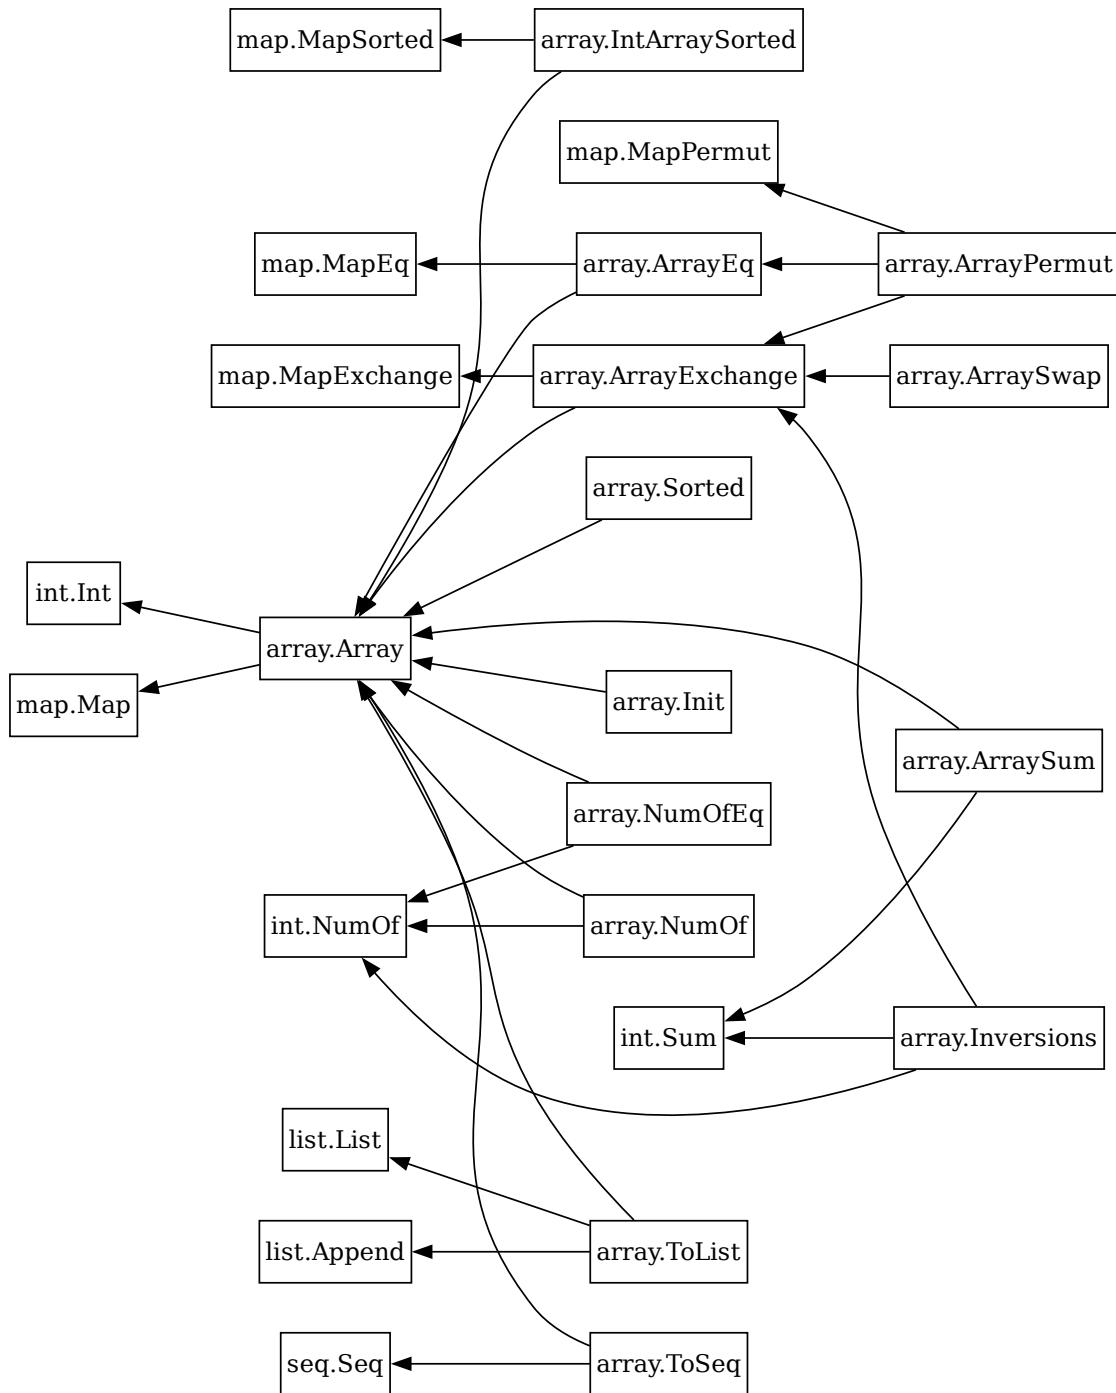 map.MapSorted
array.IntArraySorted
map.MapPermut
map.MapEq
array.ArrayEq
array.ArrayPermut
map.MapExchange
array.ArrayExchange
array.ArraySwap
array.Sorted
int.Int
array.Array
map.Map
array.Init
array.ArraySum
array.NumOfEq
int.NumOf
array.NumOf
int.Sum
array.Inversions
list.List
list.Append
array.ToList
seq.Seq
array.ToSeq